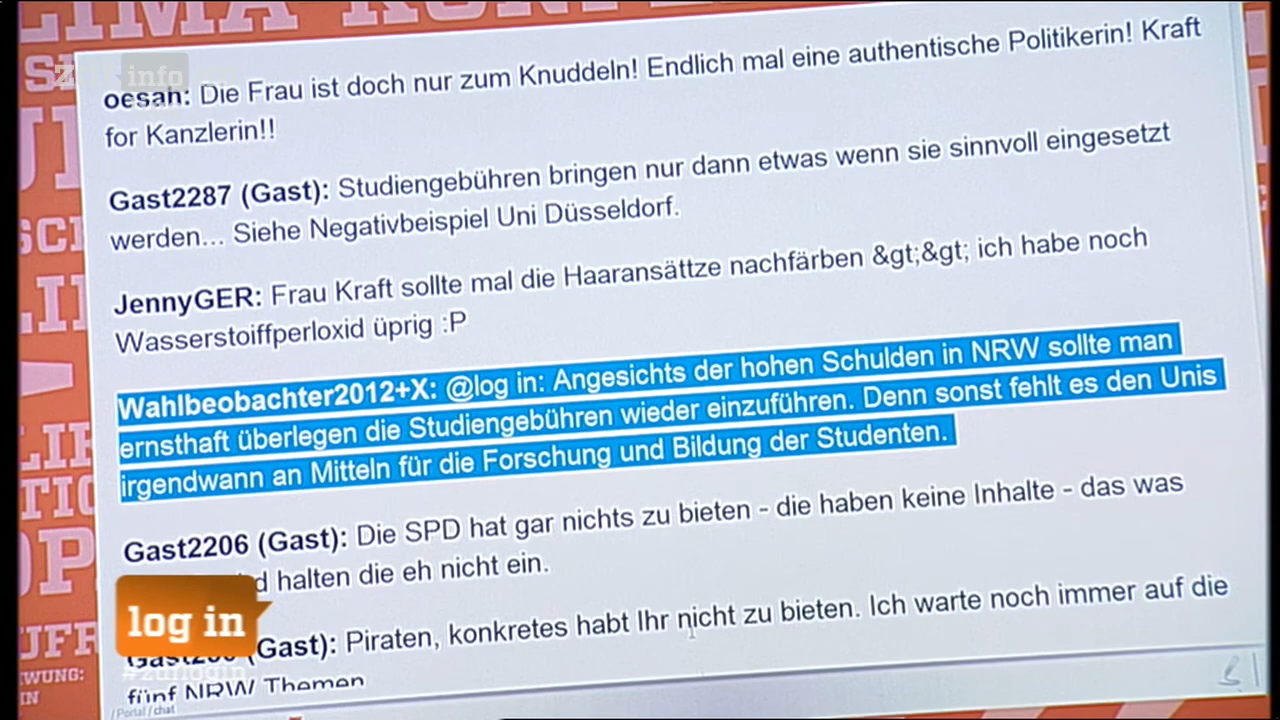 info
oesan: Die Frau ist doch nur zum Knuddeln! Endlich mal eine authentische Politikerin! Kraft
for Kanzlerin!!
Gast2287 (Gast): Studiengebühren bringen nur dann etwas wenn sie sinnvoll eingesetzt
werden... Siehe Negativbeispiel Uni Düsseldorf.
JennyGER: Frau Kraft sollte mal die Haaransättze nachfärben &gt;&gt; ich habe noch
Wasserstoiffperloxid üprig :P
Wahlbeobachter2012+X: @log in: Angesichts der hohen Schulden in NRW sollte man
ernsthaft überlegen die Studiengebühren wieder einzuführen. Denn sonst fehlt es den Unis
irgendwann an Mitteln für die Forschung und Bildung der Studenten.
Gast2206 (Gast): Die SPD hat gar nichts zu bieten - die haben keine Inhalte - das was
halten die eh nicht ein.
(Gast): Piraten, konkretes habt Ihr nicht zu bieten. Ich warte noch immer auf die
fünf NRW Themen
log in
#zdflogin
/Portal/chat